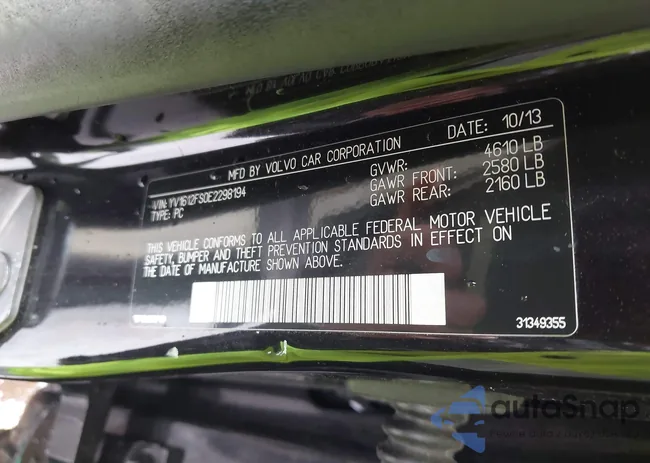 MFD BY VOLVO CAR CORPORATION
DATE: 10/13
VIN: YV1612FS0E2298194
TYPE: PC
GVWR: 4610 LB
GAWR FRONT: 2580 LB
GAWR REAR: 2160 LB
THIS VEHICLE CONFORMS TO ALL APPLICABLE FEDERAL MOTOR VEHICLE
SAFETY, BUMPER AND THEFT PREVENTION STANDARDS IN EFFECT ON
THE DATE OF MANUFACTURE SHOWN ABOVE.
31349355
autoSnap